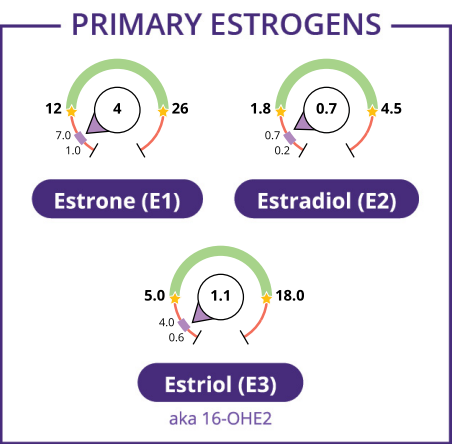 PRIMARY ESTROGENS
12 4 26
7.0
1.0
Estrone (E1)
1.8 0.7 4.5
0.7
0.2
Estradiol (E2)
5.0 1.1 18.0
4.0
0.6
Estriol (E3)
aka 16-OHE2